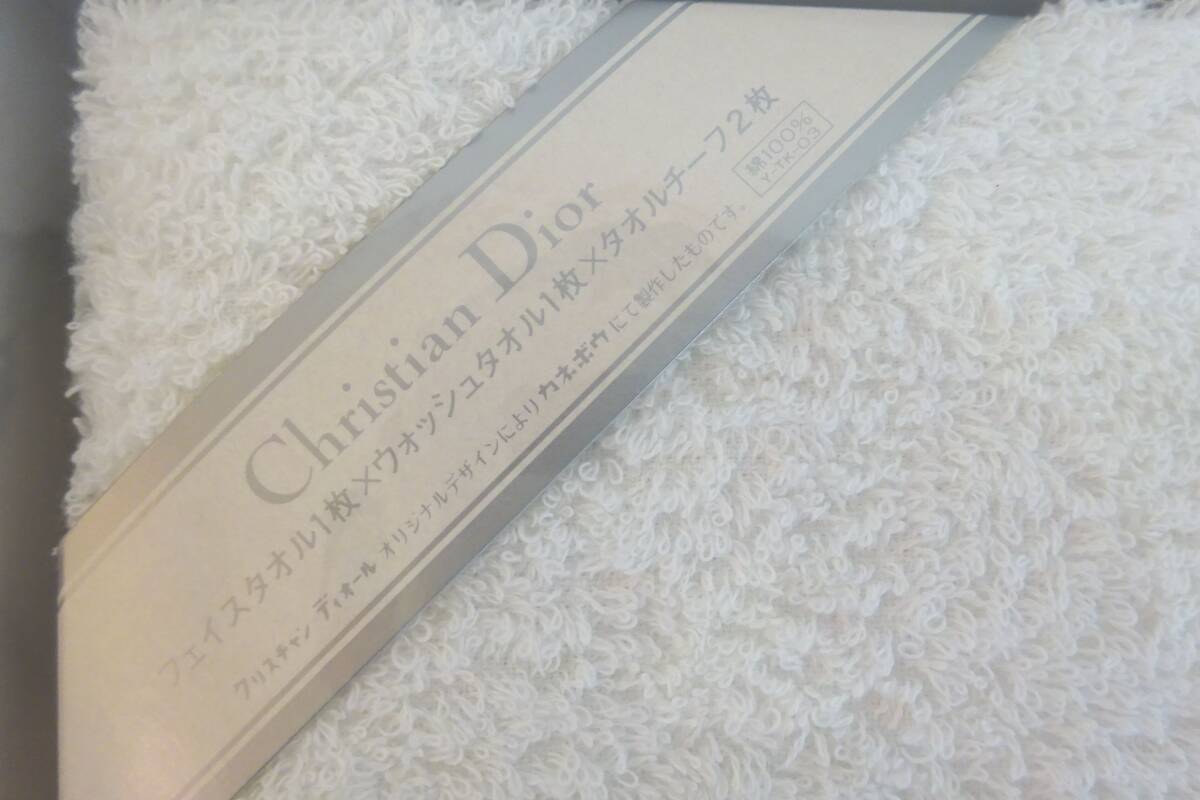 Christian Dior
フェイスタオル1枚×ウォッシュタオル1枚×タオルチーフ2枚
クリスチャン ディオール オリジナルデザインにより カネボウ にて製作したものです。
綿100%
Y-TK-03